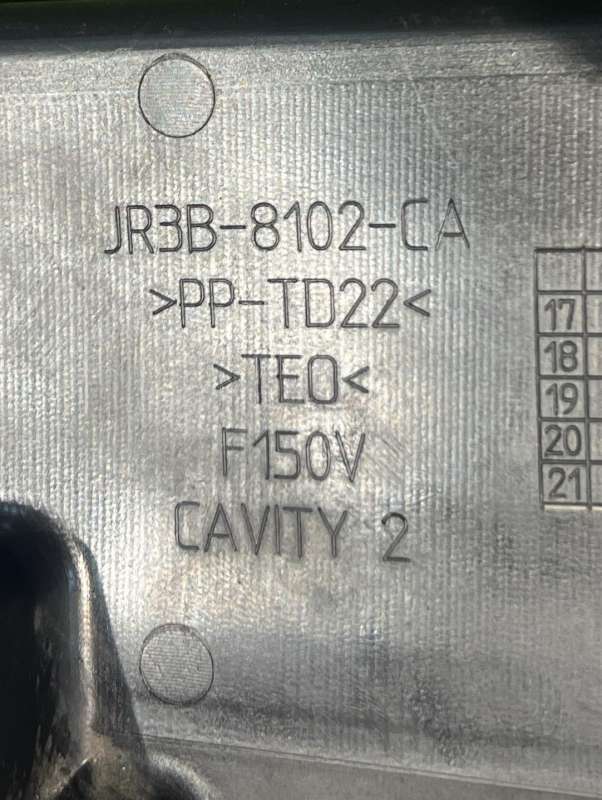 JR3B-8102-CA
>PP-TD22<
>TEO<
F150V
CAVITY 2
17
18
19
20
21